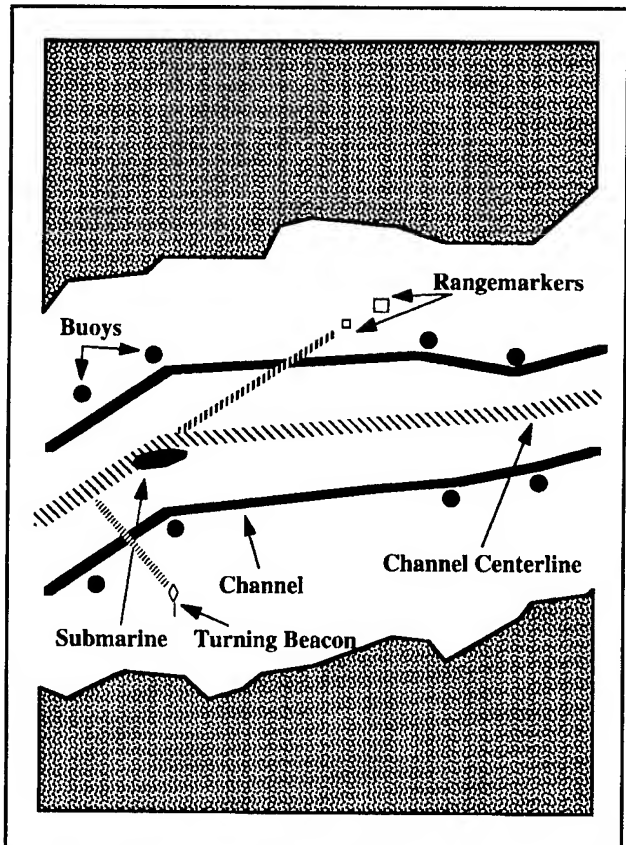 Rangemarkers
Buoys
Channel Centerline
Channel
Submarine
Turning Beacon